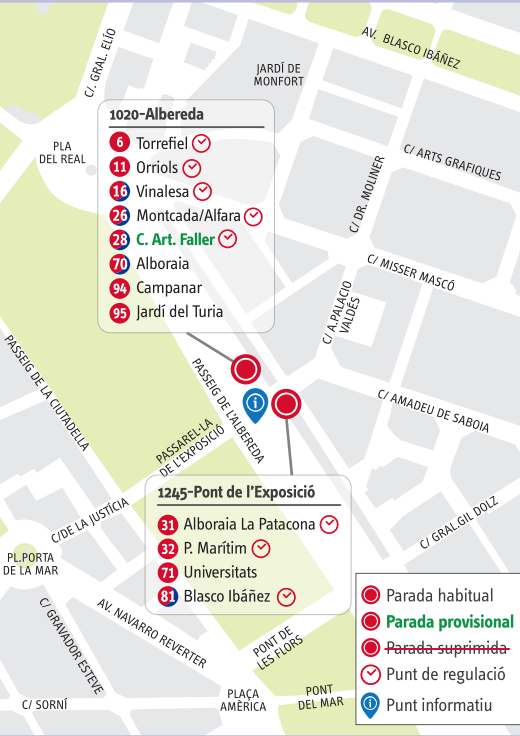 AV. BLASCO IBÁÑEZ
C/. GRAL. ELÍO
JARDÍ DE
MONFORT
1020-Albereda
6 Torrefiel
11 Orriols
16 Vinalesa
26 Montcada/Alfara
28 C. Art. Faller
70 Alboraia
94 Campanar
95 Jardí del Turia
PLA
DEL REAL
C/ ARTS GRAFIQUES
C/ DR. MOLINER
C/ MISSER MASCÓ
C/ A.PALACIO
VALDÉS
PASSEIG DE LA CIUTADELLA
PASSEIG DE L'ALBEREDA
C/ AMADEU DE SABOIA
PASSAREL·LA
DE L'EXPOSICIÓ
1245-Pont de l'Exposició
31 Alboraia La Patacona
32 P. Marítim
71 Universitats
81 Blasco Ibáñez
C/DE LA JUSTÍCIA
C/ GRAL.GIL DOLZ
PL.PORTA
DE LA MAR
C/ GRAVADOR ESTEVE
AV. NAVARRO REVERTER
PONT DE
LES FLORS
C/ SORNÍ
PLAÇA
AMÈRICA
PONT
DEL MAR
Parada habitual
Parada provisional
Parada suprimida
Punt de regulació
Punt informatiu